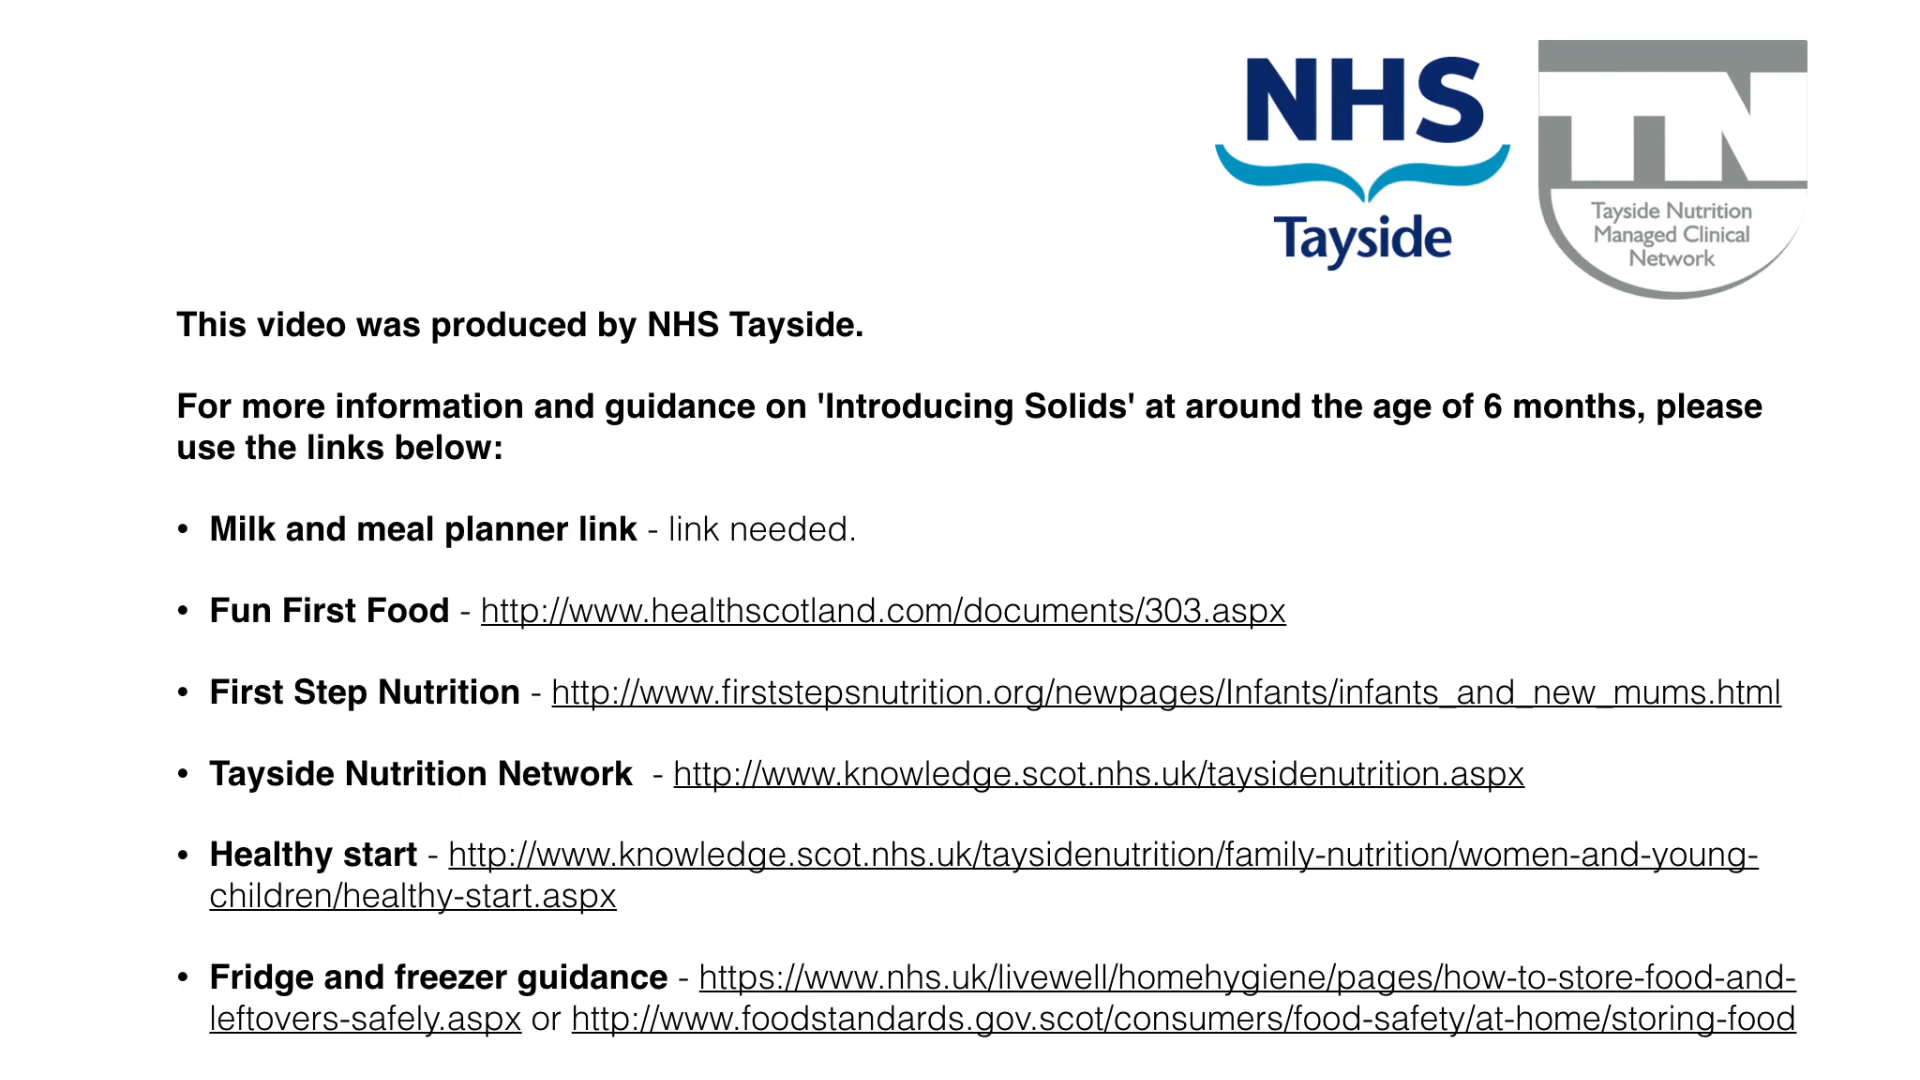 NHS
Tayside
TN
Tayside Nutrition
Managed Clinical
Network
This video was produced by NHS Tayside.
For more information and guidance on 'Introducing Solids' at around the age of 6 months, please
use the links below:
• Milk and meal planner link - link needed.
• Fun First Food - http://www.healthscotland.com/documents/303.aspx
• First Step Nutrition - http://www.firststepsnutrition.org/newpages/Infants/infants_and_new_mums.html
• Tayside Nutrition Network  - http://www.knowledge.scot.nhs.uk/taysidenutrition.aspx
• Healthy start - http://www.knowledge.scot.nhs.uk/taysidenutrition/family-nutrition/women-and-young-
children/healthy-start.aspx
• Fridge and freezer guidance - https://www.nhs.uk/livewell/homehygiene/pages/how-to-store-food-and-
leftovers-safely.aspx or http://www.foodstandards.gov.scot/consumers/food-safety/at-home/storing-food